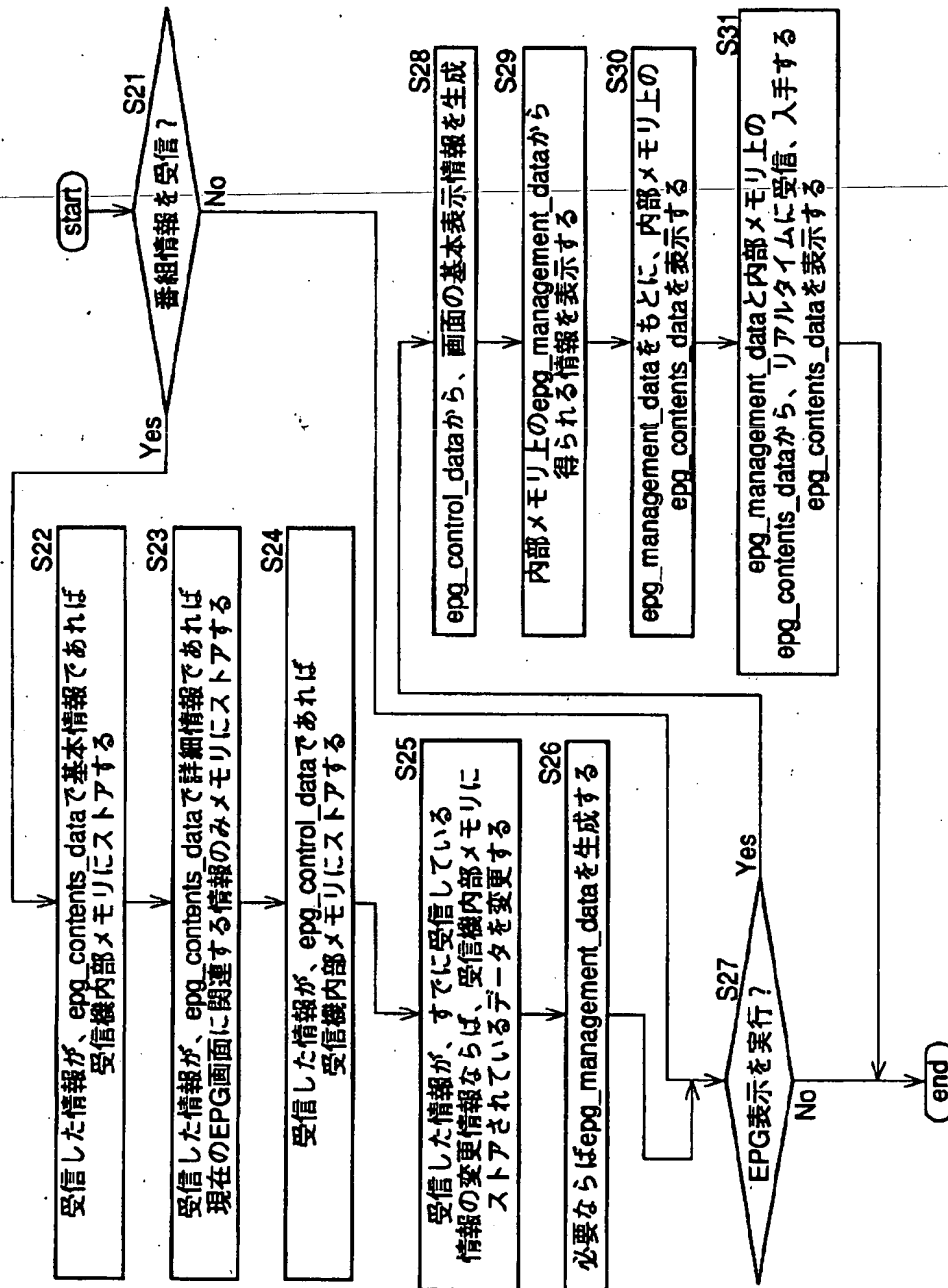 start
S21
番組情報を受信？
Yes
No
S22
受信した情報が、epg_contents_dataで基本情報であれば
受信機内部メモリにストアする
S23
受信した情報が、epg_contents_dataで詳細情報であれば
現在のEPG画面に関連する情報のみメモリにストアする
S24
受信した情報が、epg_control_dataであれば
受信機内部メモリにストアする
S25
受信した情報が、すでに受信している
情報の変更情報ならば、受信機内部メモリに
ストアされているデータを変更する
S26
必要ならばepg_management_dataを生成する
S27
EPG表示を実行？
Yes
No
S28
epg_control_dataから、画面の基本表示情報を生成
S29
内部メモリ上のepg_management_dataから
得られる情報を表示する
S30
epg_management_dataをもとに、内部メモリ上の
epg_contents_dataを表示する
S31
epg_management_dataと内部メモリ上の
epg_contents_dataから、リアルタイムに受信、入手する
epg_contents_dataを表示する
end